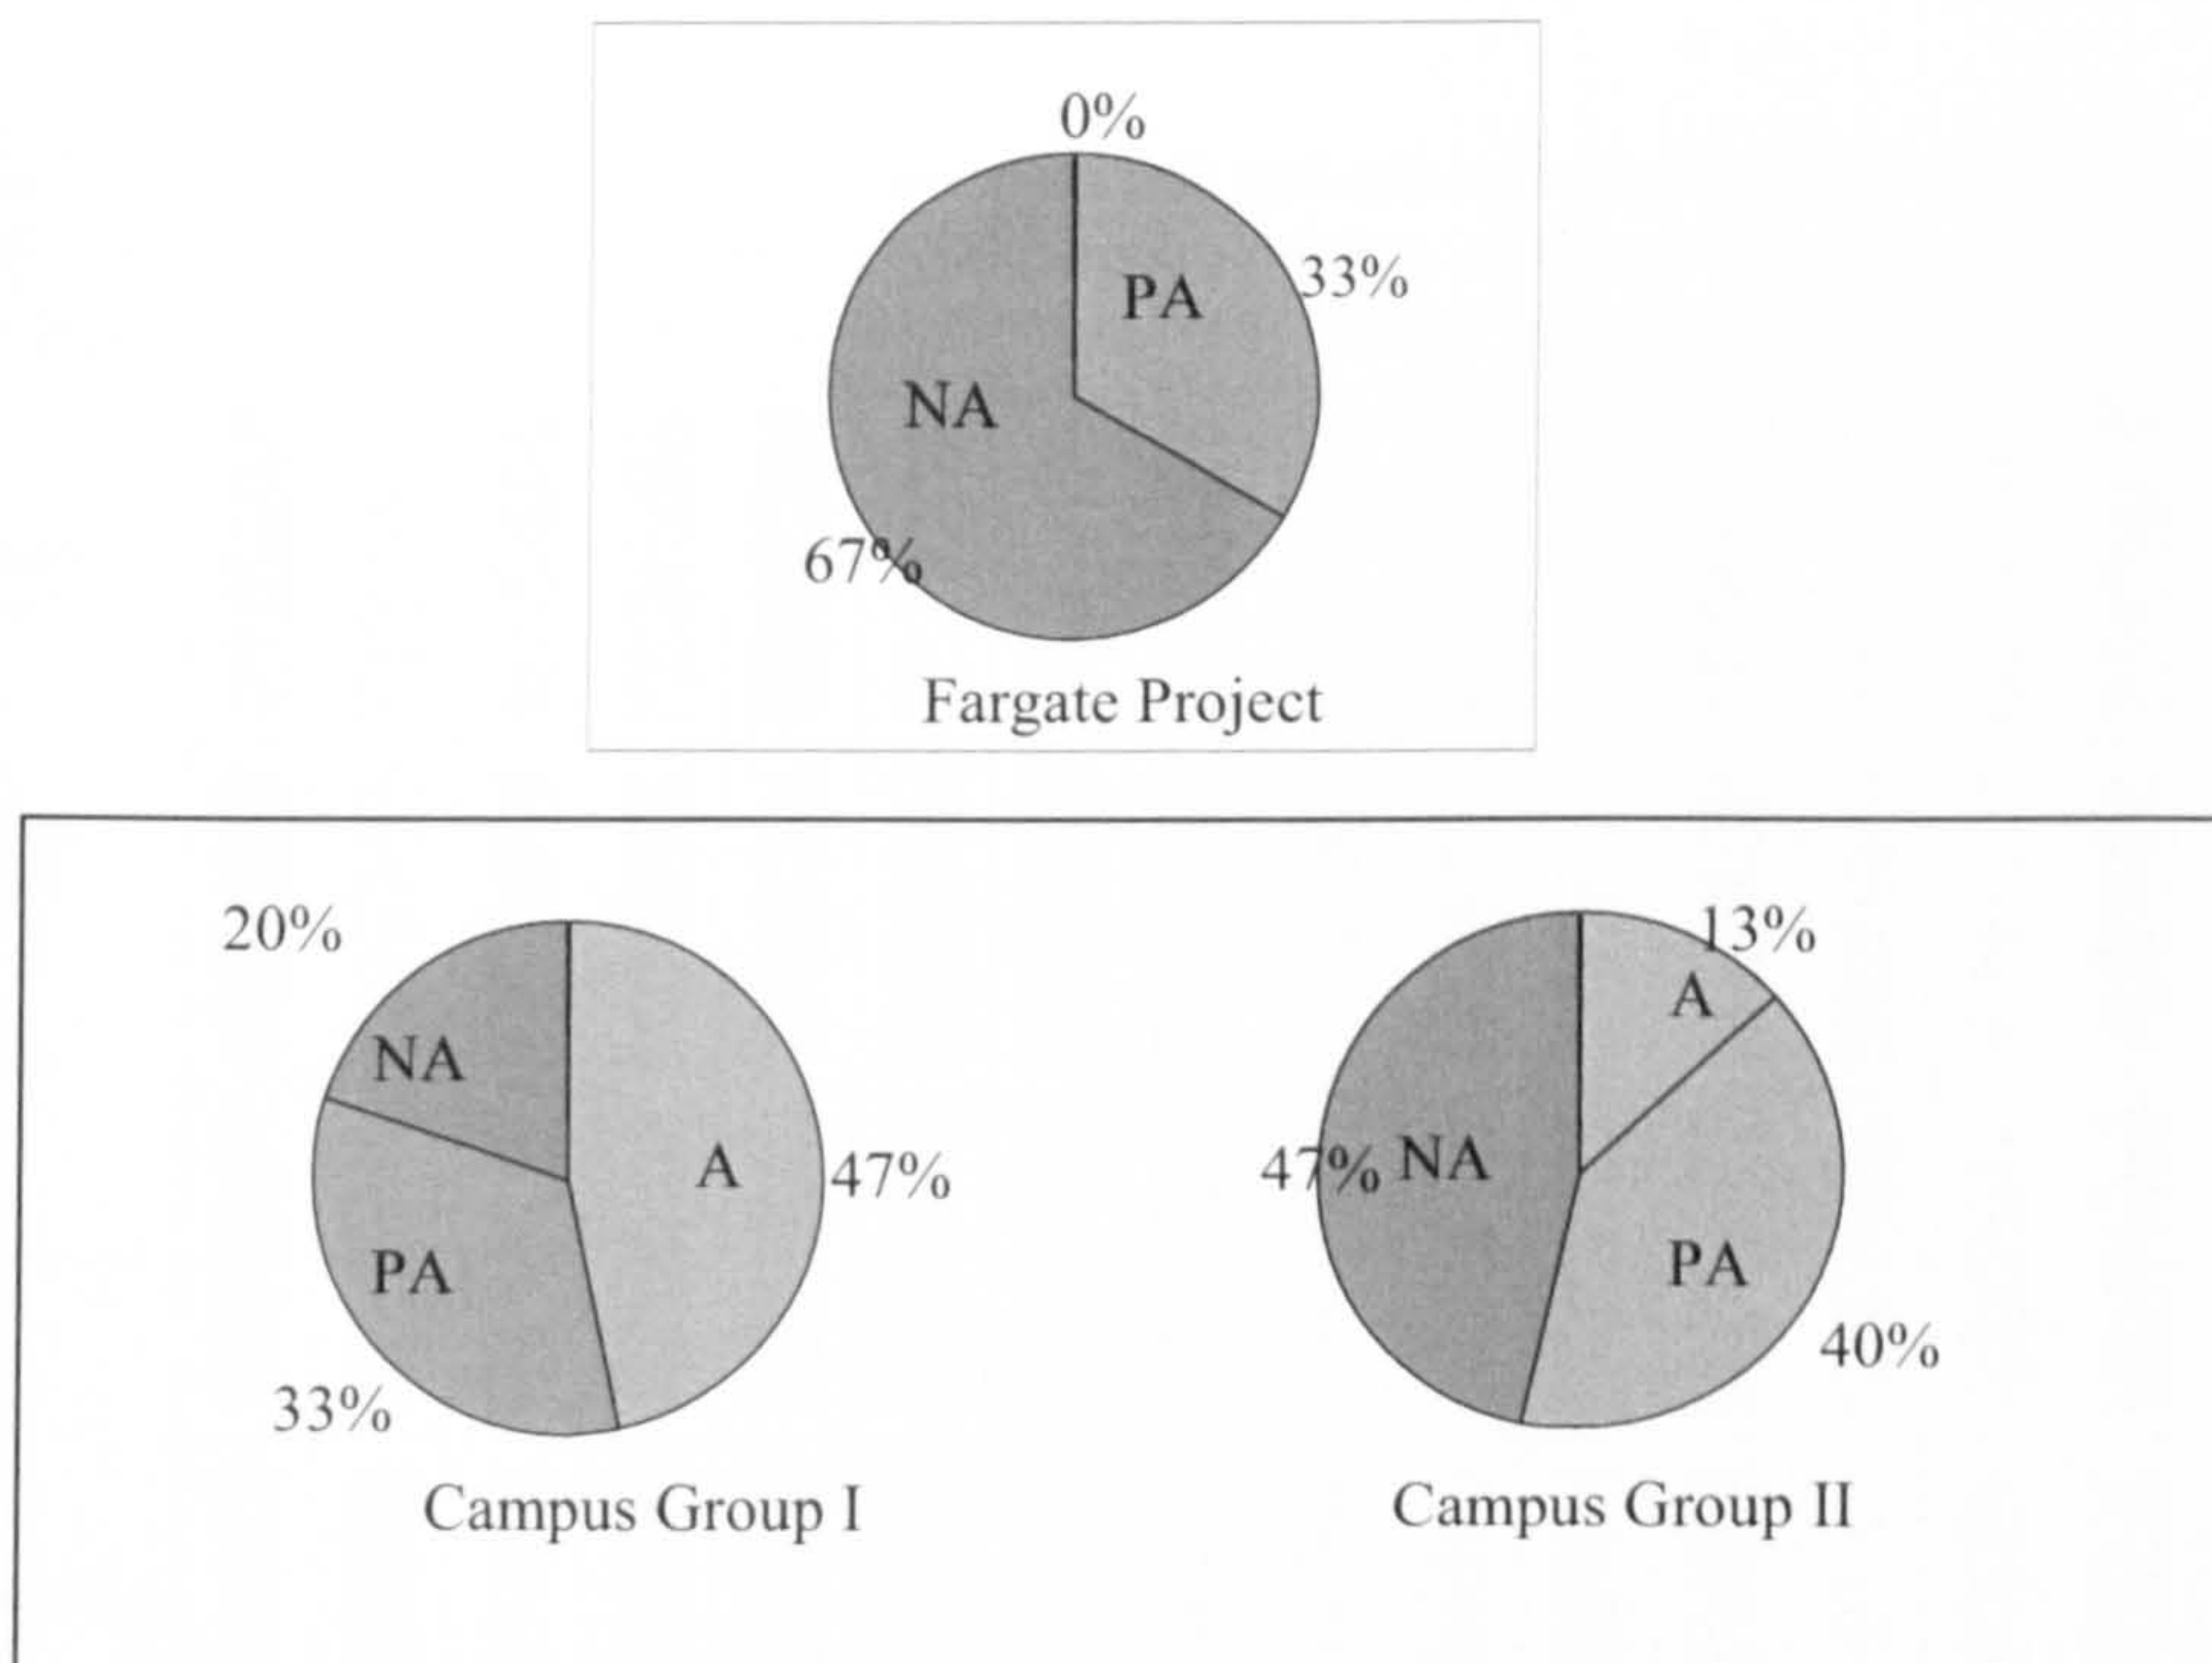 0%
PA
33%
NA
67%
Fargate Project
20%
NA
A
47%
PA
33%
Campus Group I
13%
A
47%
NA
PA
40%
Campus Group II